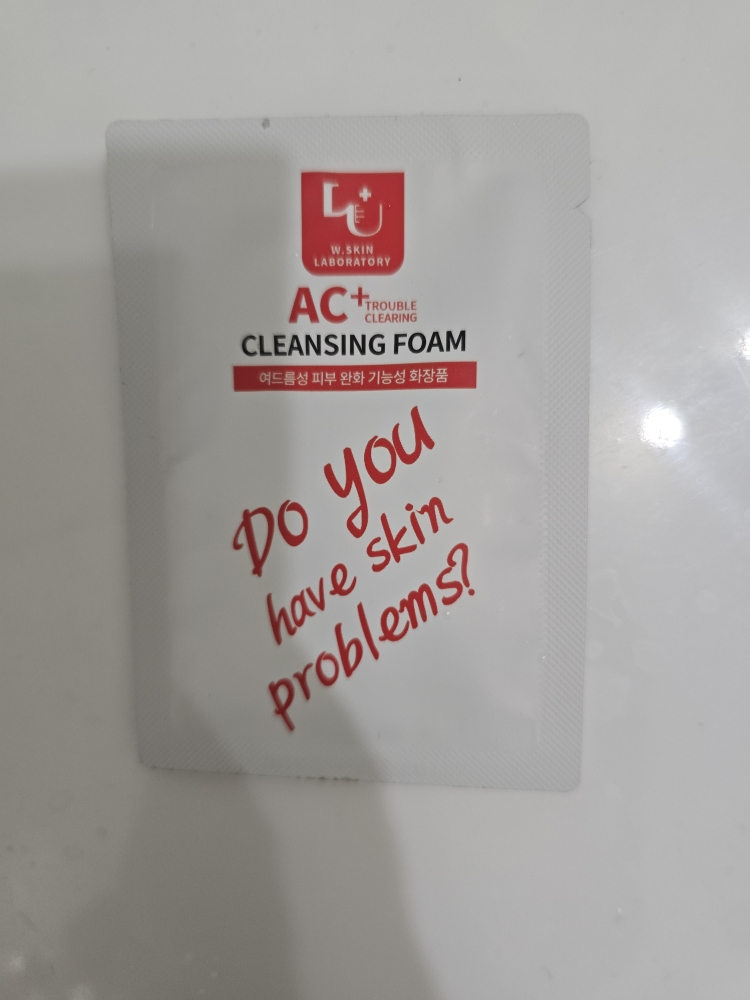 W.SKIN
LABORATORY
AC+ TROUBLE
CLEARING
CLEANSING FOAM
여드름성 피부 완화 기능성 화장품
Do you
have skin
problems?